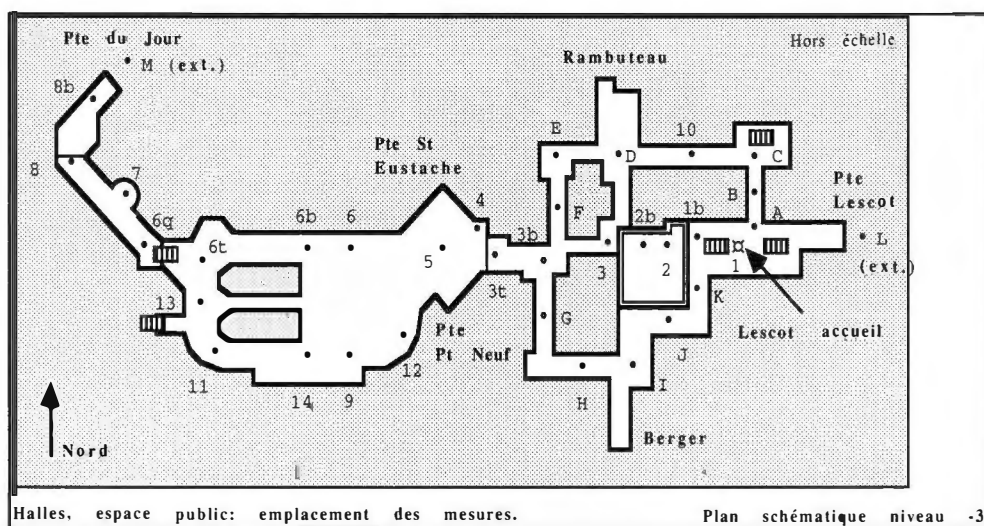 Pte du Jour
M (ext.)
Hors échelle
Rambuteau
8b
8
7
6q
6t
6b
6
Pte St
Eustache
4
5
3b
3t
E
D
10
C
B
A
F
2b
1b
Pte
Lescot
L
(ext.)
3
2
1
K
Lescot accueil
13
G
Pte
Pt Neuf
12
J
I
H
11
14
9
Berger
Nord
Halles, espace public: emplacement des mesures.
Plan schématique niveau -3